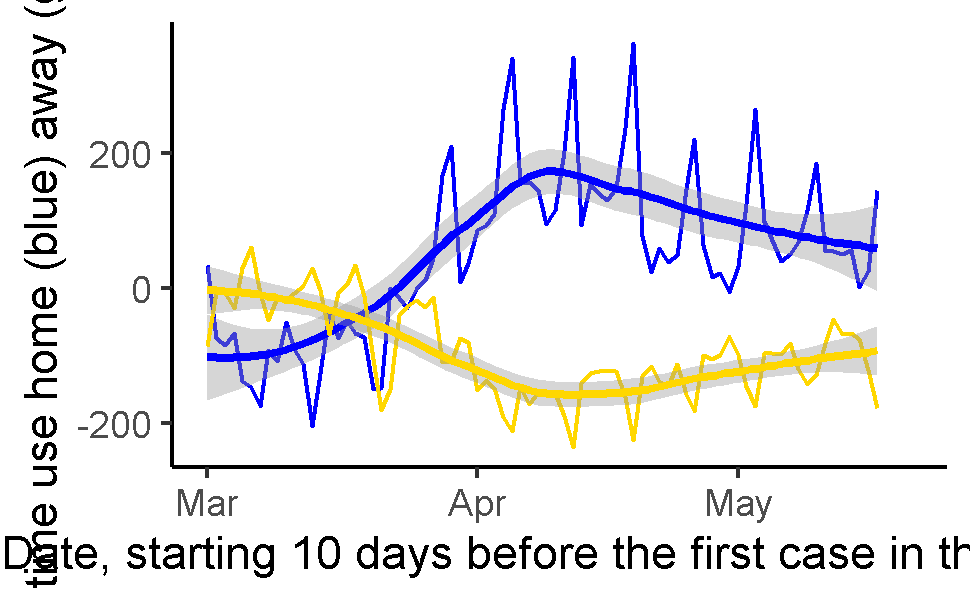 time use home (blue) away (
200
0
-200
Mar Apr May
Date, starting 10 days before the first case in th